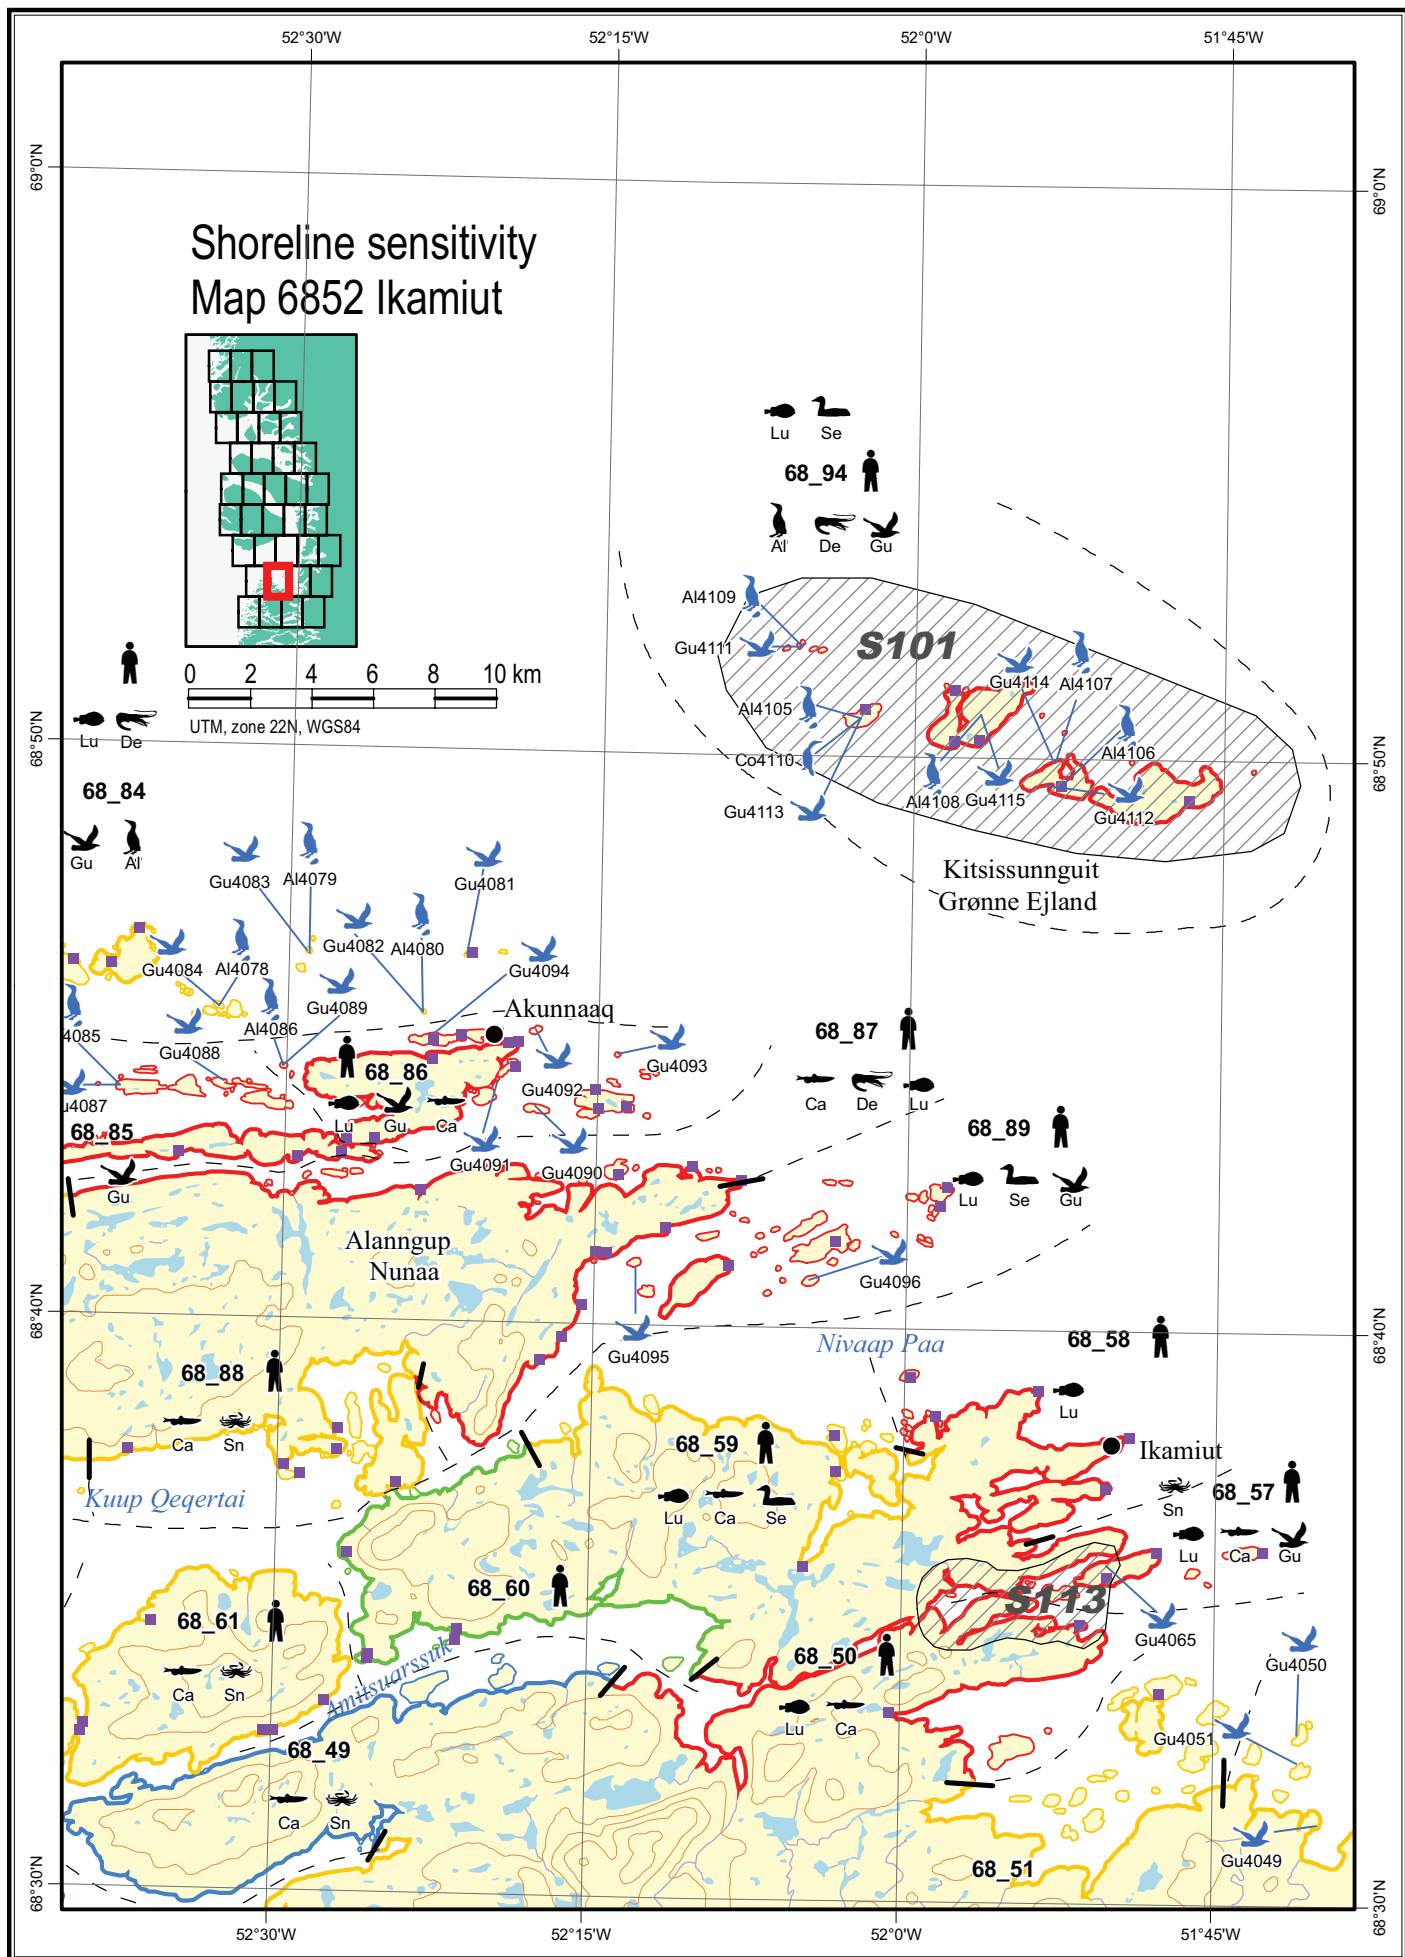 52°30'W
52°15'W
52°0'W
51°45'W
69°0'N
69°0'N
Shoreline sensitivity
Map 6852 Ikamiut
Lu
Se
68_94
Al
De
Gu
Al4109
Gu4111
S101
Gu4114
Al4107
0
2
4
6
8
10 km
UTM, zone 22N, WGS84
Al4105
Co4110
Gu4113
Al4106
Al4108
Gu4115
Gu4112
68°50'N
68°50'N
Lu
De
68_84
Gu
Al
Kitsissunnguit
Grønne Ejland
Gu4083
Al4079
Gu4081
Gu4082
Al4080
Gu4084
Al4078
Gu4094
Gu4089
Akunnaaq
4085
Al4086
Gu4088
68_87
Gu4093
68_86
Gu4092
Ca
De
Lu
u4087
Lu
Gu
Ca
68_85
68_89
Gu4091
Gu4090
Gu
Lu
Se
Gu
Alanngup
Nunaa
Gu4096
68°40'N
68°40'N
Nivaap Paa
68_58
Gu4095
68_88
Lu
Ca
Sn
68_59
Ikamiut
Kuup Qeqertai
Lu
Ca
Se
Sn
68_57
Lu
Ca
Gu
68_60
S113
68_61
Gu4065
Ca
Sn
68_50
Gu4050
Amitsuarssuk
Lu
Ca
Gu4051
68_49
Ca
Sn
Gu4049
68_51
68°30'N
68°30'N
52°30'W
52°15'W
52°0'W
51°45'W